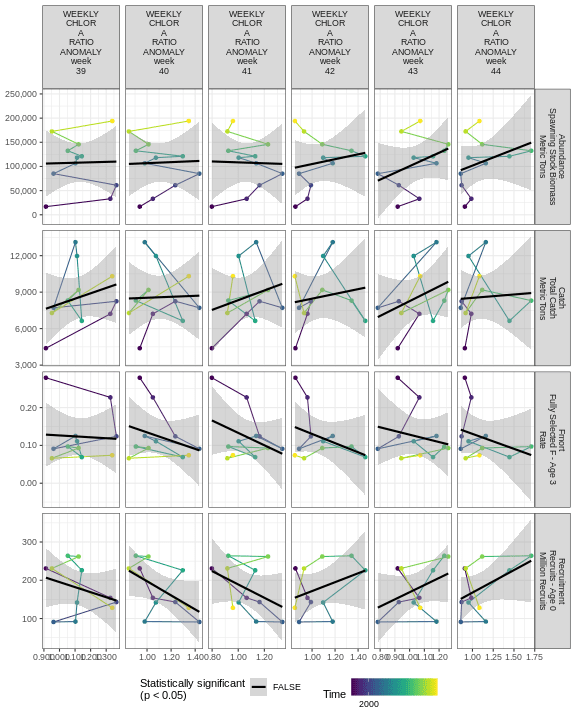 WEEKLY CHLOR A RATIO ANOMALY week 39
WEEKLY CHLOR A RATIO ANOMALY week 40
WEEKLY CHLOR A RATIO ANOMALY week 41
WEEKLY CHLOR A RATIO ANOMALY week 42
WEEKLY CHLOR A RATIO ANOMALY week 43
WEEKLY CHLOR A RATIO ANOMALY week 44
250,000
200,000
150,000
100,000
50,000
0
Abundance
Spawning Stock Biomass
Metric Tons
12,000
9,000
6,000
3,000
Catch
Total Catch
Metric Tons
0.20
0.10
0.00
Fmort
Fully Selected F - Age 3
Rate
300
200
100
Recruitment
Recruits - Age 0
Million Recruits
0.90 1.00 1.10 1.20 1.30
1.00 1.20 1.40
0.80 1.00 1.20
1.00 1.20 1.40
0.80 0.90 1.00 1.10 1.20
1.00 1.25 1.50 1.75
Statistically significant
(p < 0.05)
FALSE
Time
2000